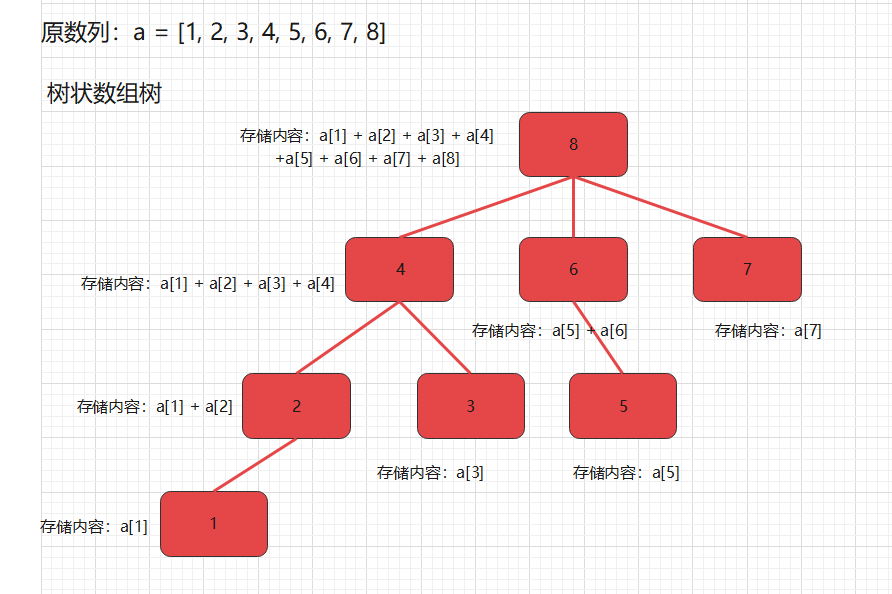 原数列：a = [1, 2, 3, 4, 5, 6, 7, 8]
树状数组树
存储内容：a[1] + a[2] + a[3] + a[4]
+a[5] + a[6] + a[7] + a[8]
8
存储内容：a[1] + a[2] + a[3] + a[4]
4
6
7
存储内容：a[5] + a[6]
存储内容：a[7]
存储内容：a[1] + a[2]
2
3
5
存储内容：a[3]
存储内容：a[5]
存储内容：a[1]
1